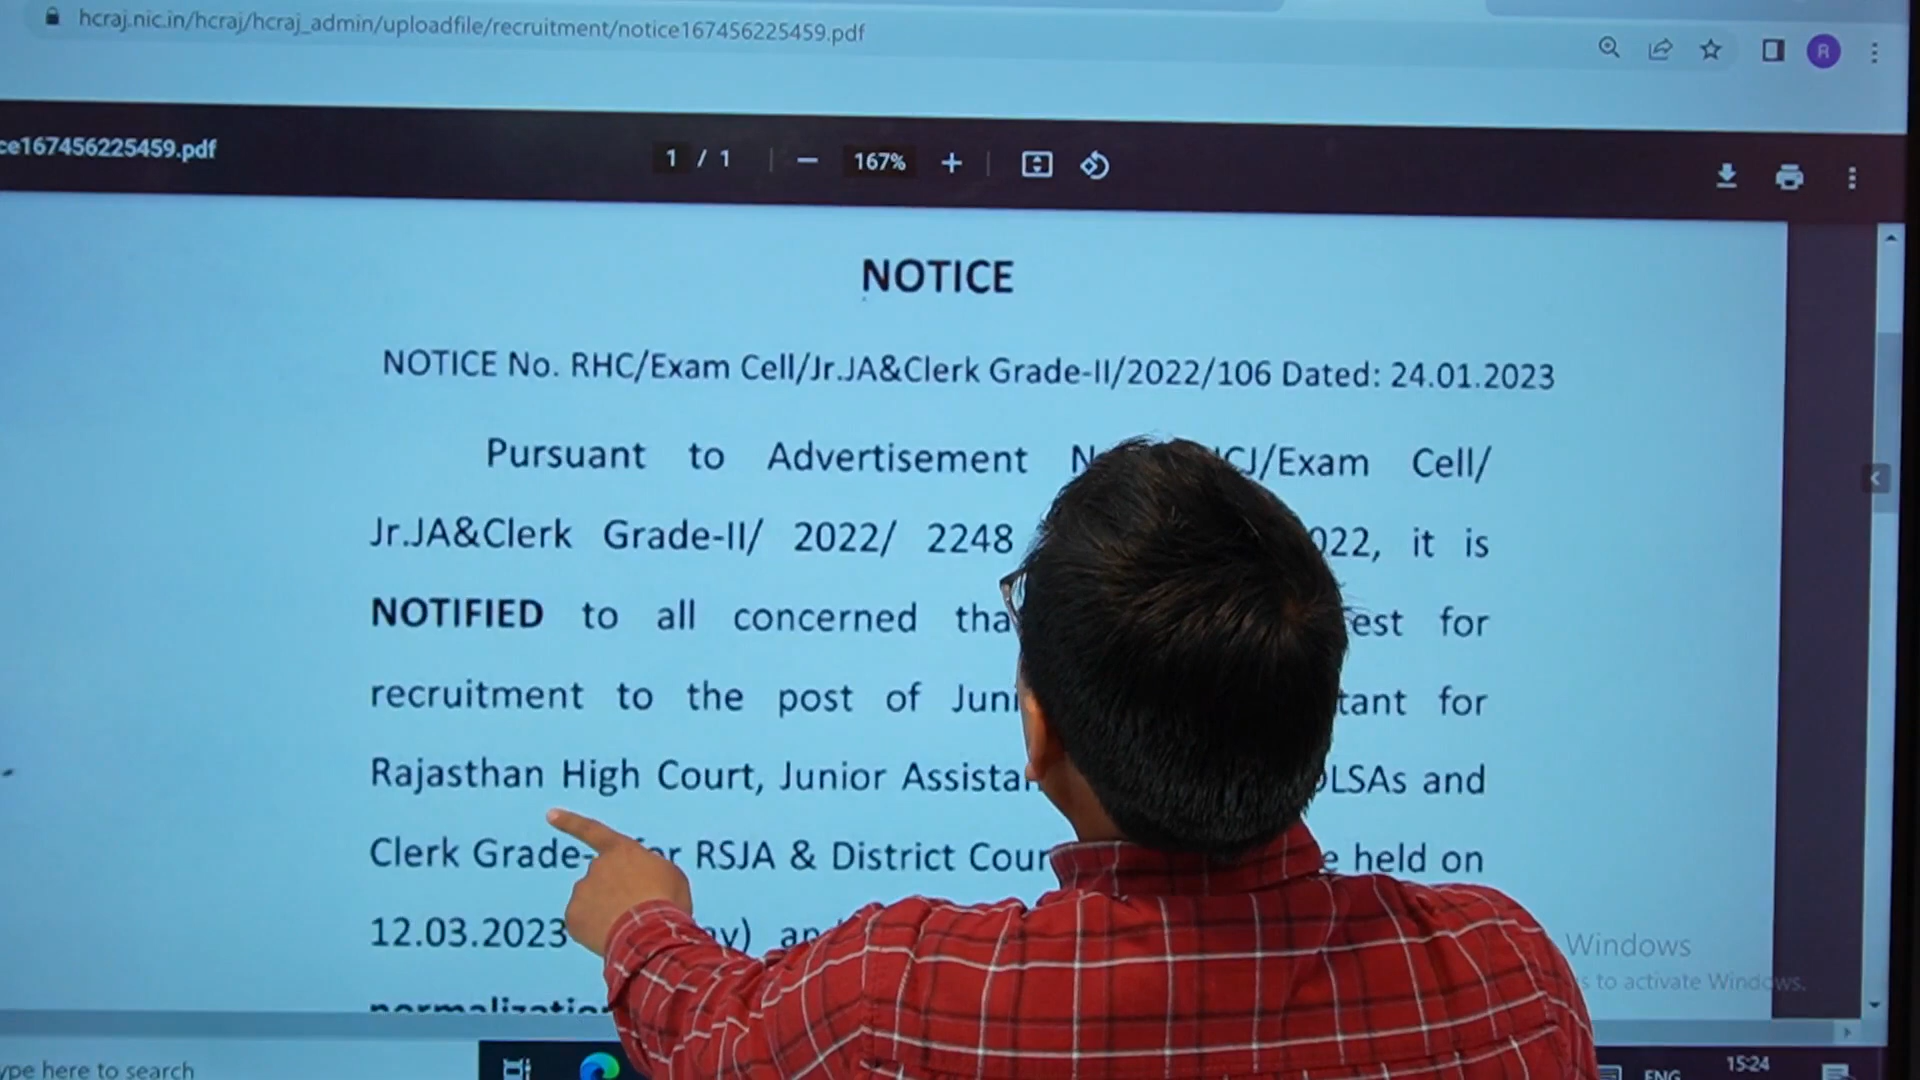 hcraj.nic.in/hcraj/hcraj_admin/uploadfile/recruitment/notice167456225459.pdf
R
ce167456225459.pdf
1 / 1
167%
NOTICE
NOTICE No. RHC/Exam Cell/Jr.JA&Clerk Grade-II/2022/106 Dated: 24.01.2023
Pursuant to Advertisement CJ/Exam Cell/
Jr.JA&Clerk Grade-II/ 2022/ 2248 022, it is
NOTIFIED to all concerned tha est for
recruitment to the post of Juni tant for
Rajasthan High Court, Junior Assista LSAs and
Clerk Grade- r RSJA & District Cour e held on
12.03.2023 y) an
normalization
Windows
s to activate Windows.
ype here to search
ENG
15:24